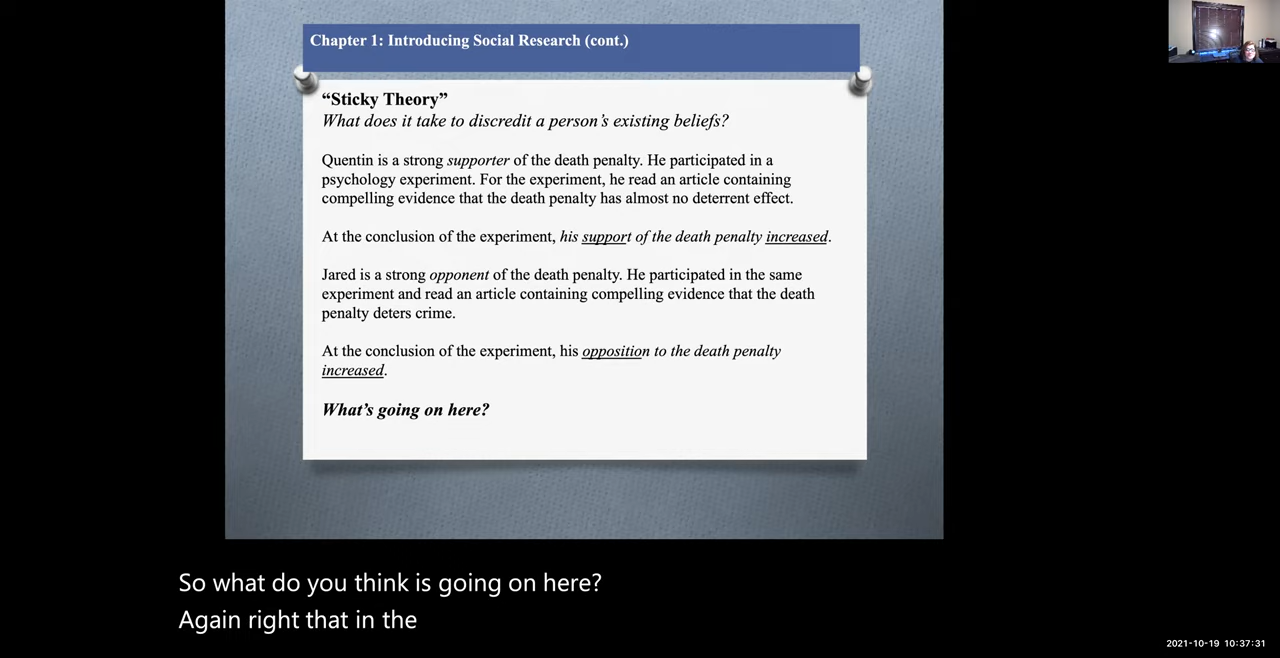 Chapter 1: Introducing Social Research (cont.)
“Sticky Theory”
What does it take to discredit a person’s existing beliefs?
Quentin is a strong supporter of the death penalty. He participated in a
psychology experiment. For the experiment, he read an article containing
compelling evidence that the death penalty has almost no deterrent effect.
At the conclusion of the experiment, his support of the death penalty increased.
Jared is a strong opponent of the death penalty. He participated in the same
experiment and read an article containing compelling evidence that the death
penalty deters crime.
At the conclusion of the experiment, his opposition to the death penalty
increased.
What’s going on here?
So what do you think is going on here?
Again right that in the
2021-10-19 10:37:31